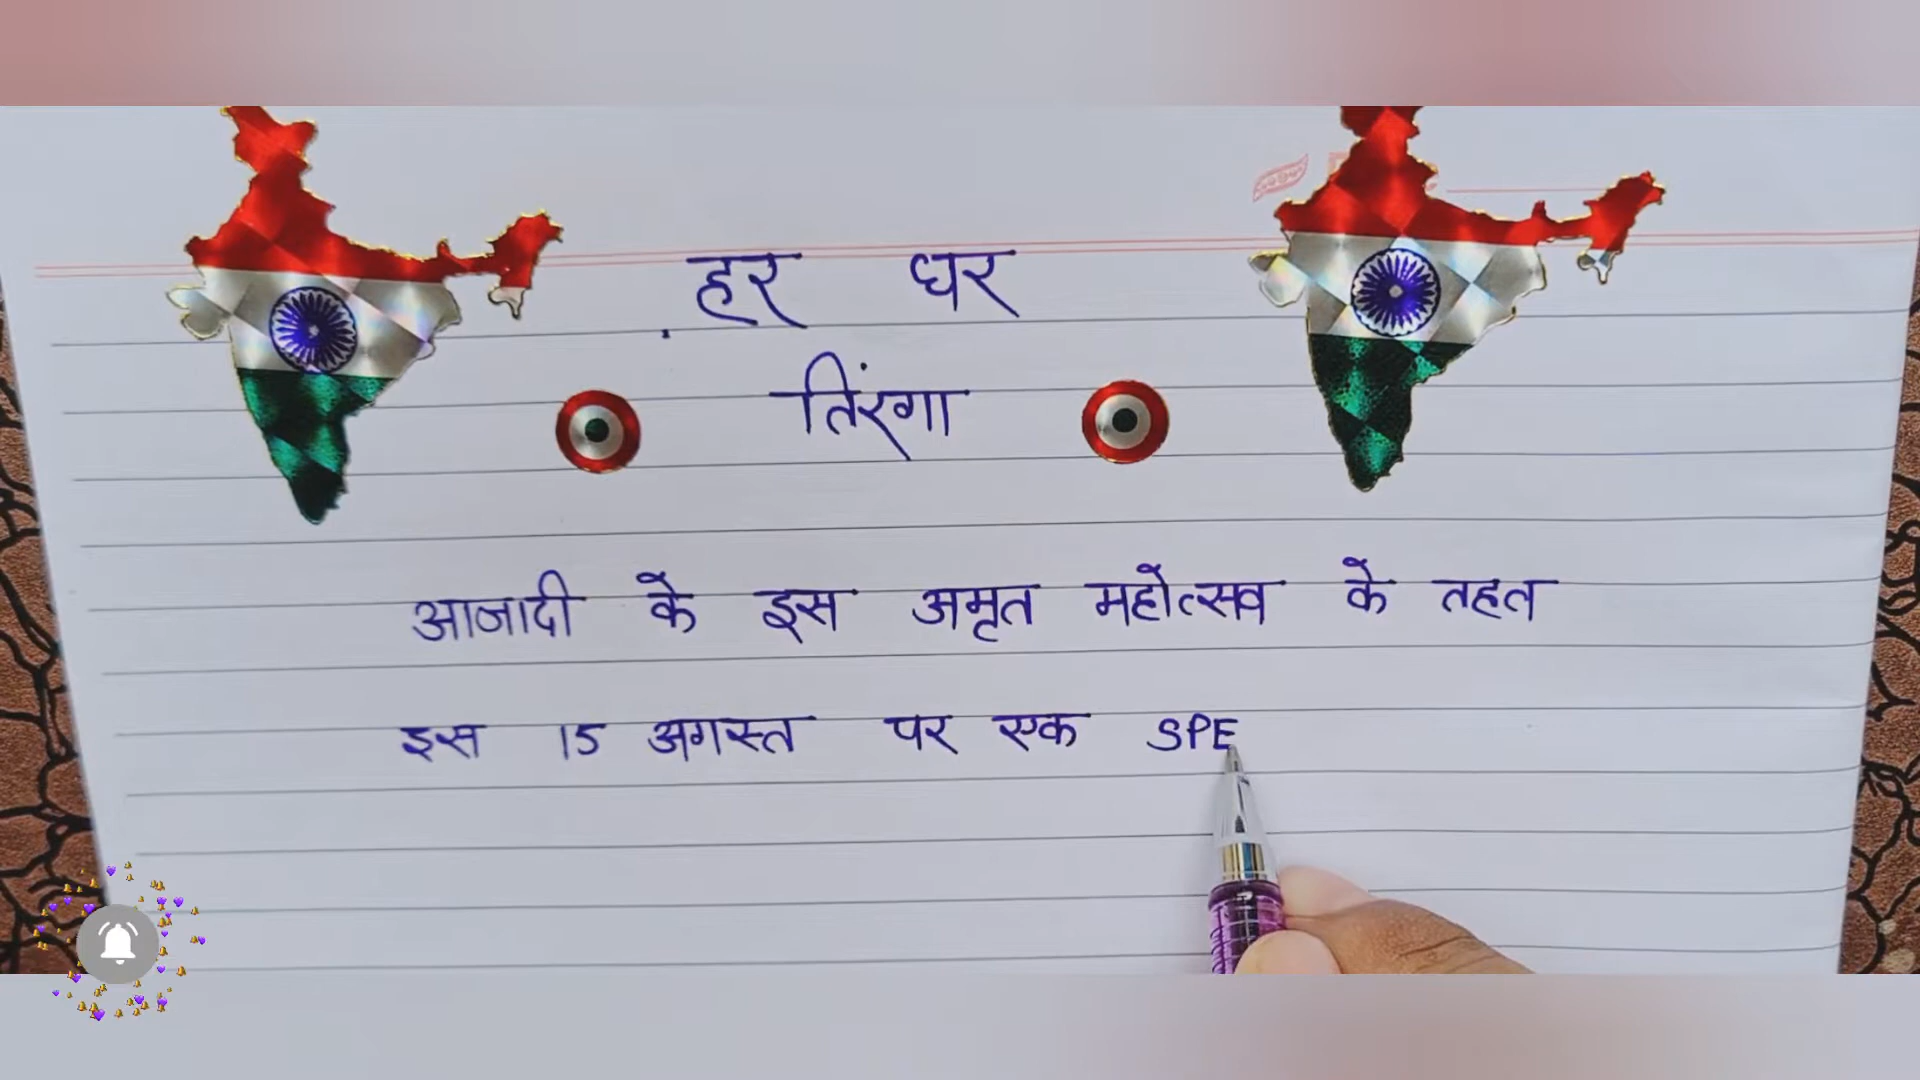 हर घर
तिरंगा
आजादी के इस अमृत महोत्सव के तहत
इस 15 अगस्त पर एक SPE